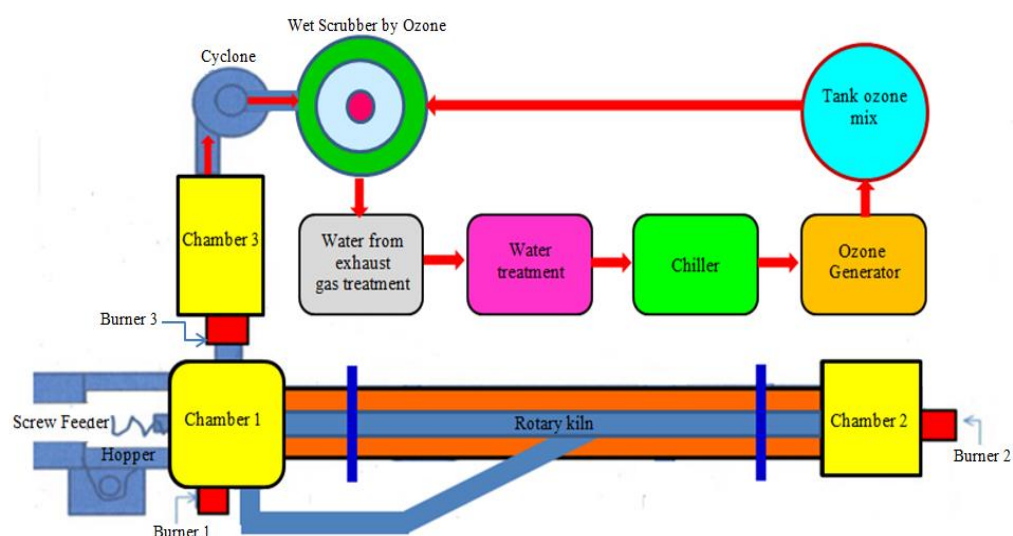 Wet Scrubber by Ozone
Cyclone
Tank ozone
mix
Chamber 3
Water from
exhaust
gas treatment
Water
treatment
Chiller
Ozone
Generator
Burner 3
Chamber 1
Screw Feeder
Rotary kiln
Chamber 2
Hopper
Burner 2
Burner 1